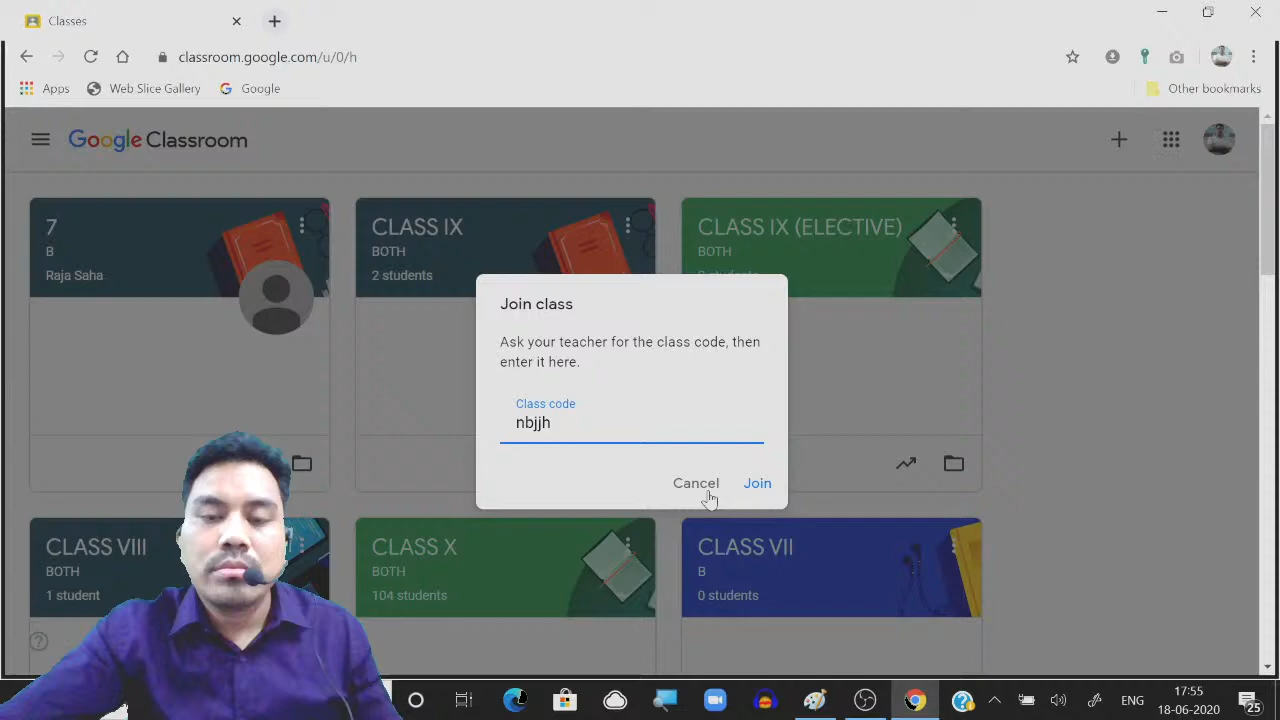 Classes
classroom.google.com/u/0/h
Apps
Web Slice Gallery
Google
Other bookmarks
Google Classroom
7
B
Raja Saha
CLASS IX
BOTH
2 students
CLASS IX (ELECTIVE)
BOTH
Join class
Ask your teacher for the class code, then
enter it here.
Class code
nbjjh
Cancel
Join
CLASS VIII
BOTH
1 student
CLASS X
BOTH
104 students
CLASS VII
B
0 students
ENG
17:55
18-06-2020
25